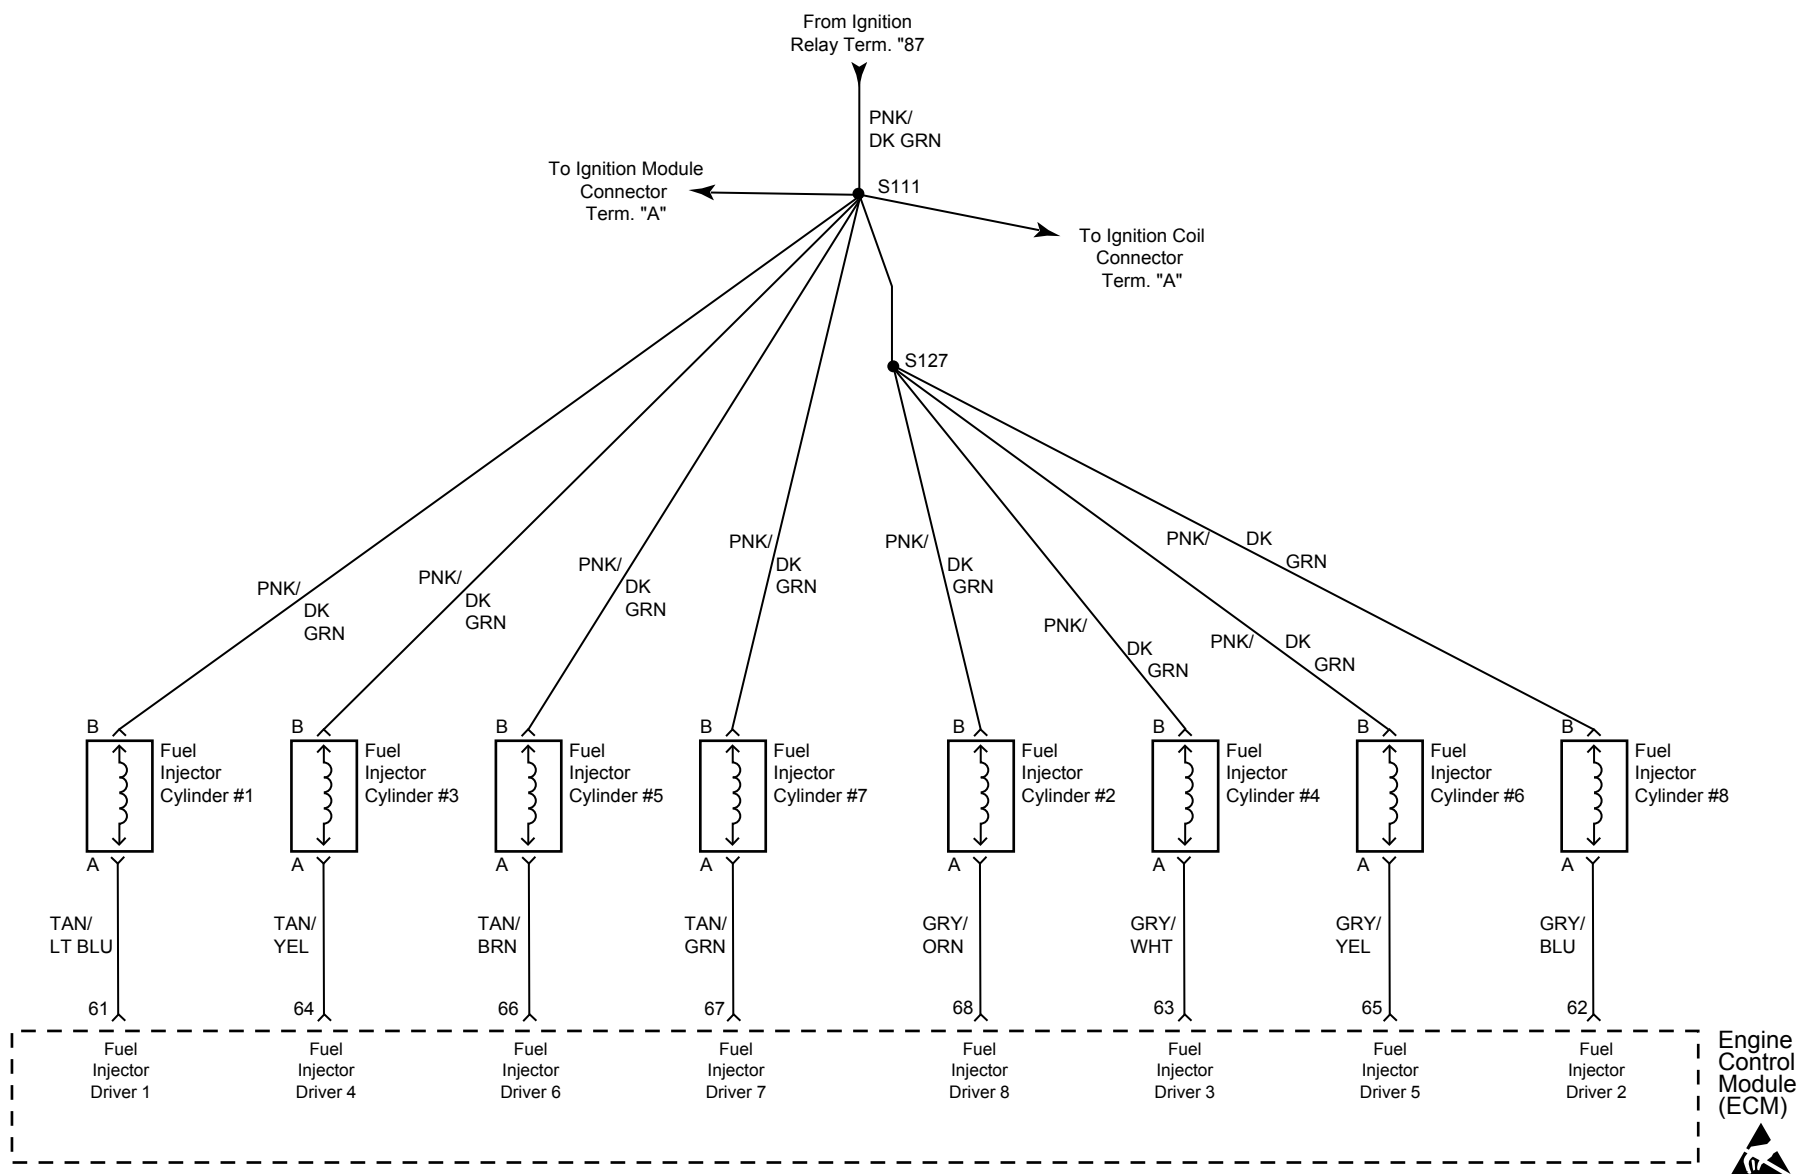 From Ignition
Relay Term. "87
PNK/
DK GRN
To Ignition Module
Connector
Term. "A"
S111
To Ignition Coil
Connector
Term. "A"
S127
PNK/
DK
GRN
PNK/
DK
GRN
PNK/
DK
GRN
PNK/
DK
GRN
PNK/
DK
GRN
PNK/
DK
GRN
PNK/
DK
GRN
PNK/
DK
GRN
B
Fuel
Injector
Cylinder #1
A
B
Fuel
Injector
Cylinder #3
A
B
Fuel
Injector
Cylinder #5
A
B
Fuel
Injector
Cylinder #7
A
B
Fuel
Injector
Cylinder #2
A
B
Fuel
Injector
Cylinder #4
A
B
Fuel
Injector
Cylinder #6
A
B
Fuel
Injector
Cylinder #8
A
TAN/
LT BLU
TAN/
YEL
TAN/
BRN
TAN/
GRN
GRY/
ORN
GRY/
WHT
GRY/
YEL
GRY/
BLU
61
64
66
67
68
63
65
62
Fuel
Injector
Driver 1
Fuel
Injector
Driver 4
Fuel
Injector
Driver 6
Fuel
Injector
Driver 7
Fuel
Injector
Driver 8
Fuel
Injector
Driver 3
Fuel
Injector
Driver 5
Fuel
Injector
Driver 2
Engine
Control
Module
(ECM)